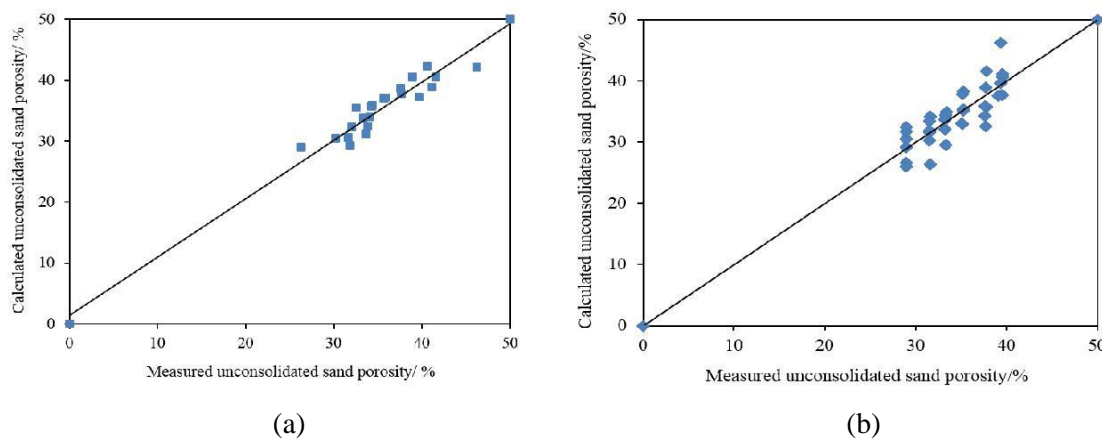 50
40
30
20
10
0
Calculated unconsolidated sand porosity/ %
0 10 20 30 40 50
Measured unconsolidated sand porosity/ %
(a)
50
40
30
20
10
0
Calculated unconsolidated sand porosity/%
0 10 20 30 40 50
Measured unconsolidated sand porosity/%
(b)